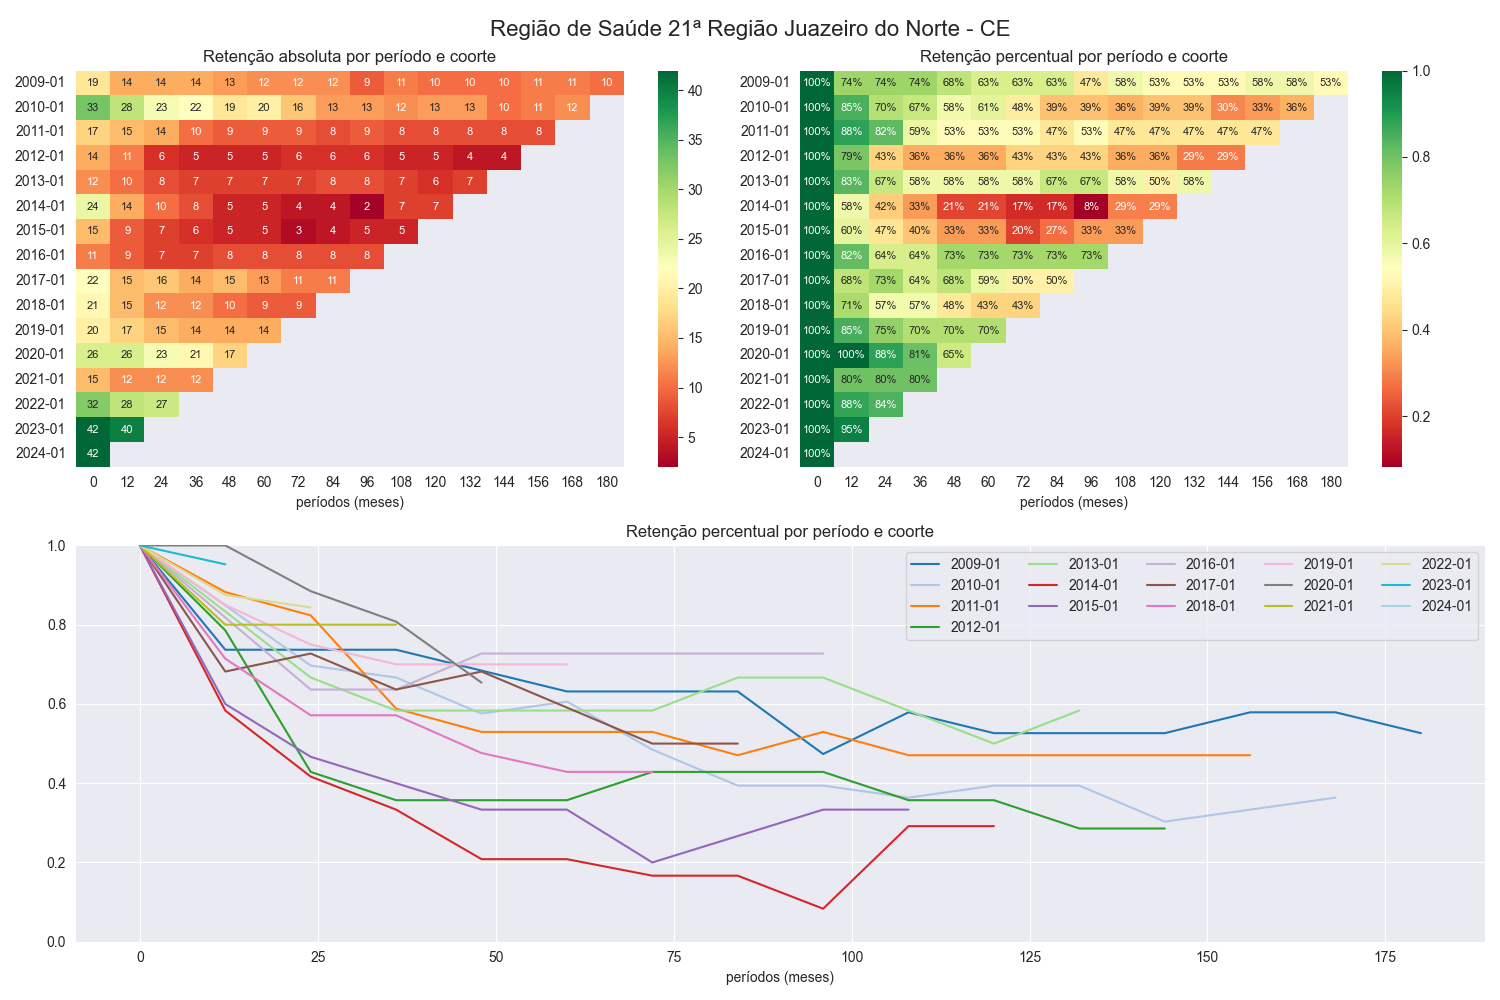 Região de Saúde 21ª Região Juazeiro do Norte - CE
Retenção absoluta por período e coorte
2009-01 19 14 14 14 13 12 12 12 9 11 10 10 10 11 11 10
2010-01 33 28 23 22 19 20 16 13 13 12 13 13 10 11 12
2011-01 17 15 14 10 9 9 9 8 9 8 8 8 8 8
2012-01 14 11 6 5 5 5 6 6 6 5 5 4 4
2013-01 12 10 8 7 7 7 7 8 8 7 6 7
2014-01 24 14 10 8 5 5 4 4 2 7 7
2015-01 15 9 7 6 5 5 3 4 5 5
2016-01 11 9 7 7 8 8 8 8 8
2017-01 22 15 16 14 15 13 11 11
2018-01 21 15 12 12 10 9 9
2019-01 20 17 15 14 14 14
2020-01 26 26 23 21 17
2021-01 15 12 12 12
2022-01 32 28 27
2023-01 42 40
2024-01 42
0 12 24 36 48 60 72 84 96 108 120 132 144 156 168 180
períodos (meses)
40
35
30
25
20
15
10
5
Retenção percentual por período e coorte
2009-01 100% 74% 74% 74% 68% 63% 63% 63% 47% 58% 53% 53% 53% 58% 58% 53%
2010-01 100% 85% 70% 67% 58% 61% 48% 39% 39% 36% 39% 39% 30% 33% 36%
2011-01 100% 88% 82% 59% 53% 53% 53% 47% 53% 47% 47% 47% 47% 47%
2012-01 100% 79% 43% 36% 36% 36% 43% 43% 43% 36% 36% 29% 29%
2013-01 100% 83% 67% 58% 58% 58% 58% 67% 67% 58% 50% 58%
2014-01 100% 58% 42% 33% 21% 21% 17% 17% 8% 29% 29%
2015-01 100% 60% 47% 40% 33% 33% 20% 27% 33% 33%
2016-01 100% 82% 64% 64% 73% 73% 73% 73% 73%
2017-01 100% 68% 73% 64% 68% 59% 50% 50%
2018-01 100% 71% 57% 57% 48% 43% 43%
2019-01 100% 85% 75% 70% 70% 70%
2020-01 100% 100% 88% 81% 65%
2021-01 100% 80% 80% 80%
2022-01 100% 88% 84%
2023-01 100% 95%
2024-01 100%
0 12 24 36 48 60 72 84 96 108 120 132 144 156 168 180
períodos (meses)
1.0
0.8
0.6
0.4
0.2
Retenção percentual por período e coorte
1.0
0.8
0.6
0.4
0.2
0.0
2009-01 2013-01 2016-01 2019-01 2022-01
2010-01 2014-01 2017-01 2020-01 2023-01
2011-01 2015-01 2018-01 2021-01 2024-01
2012-01
0 25 50 75 100 125 150 175
períodos (meses)